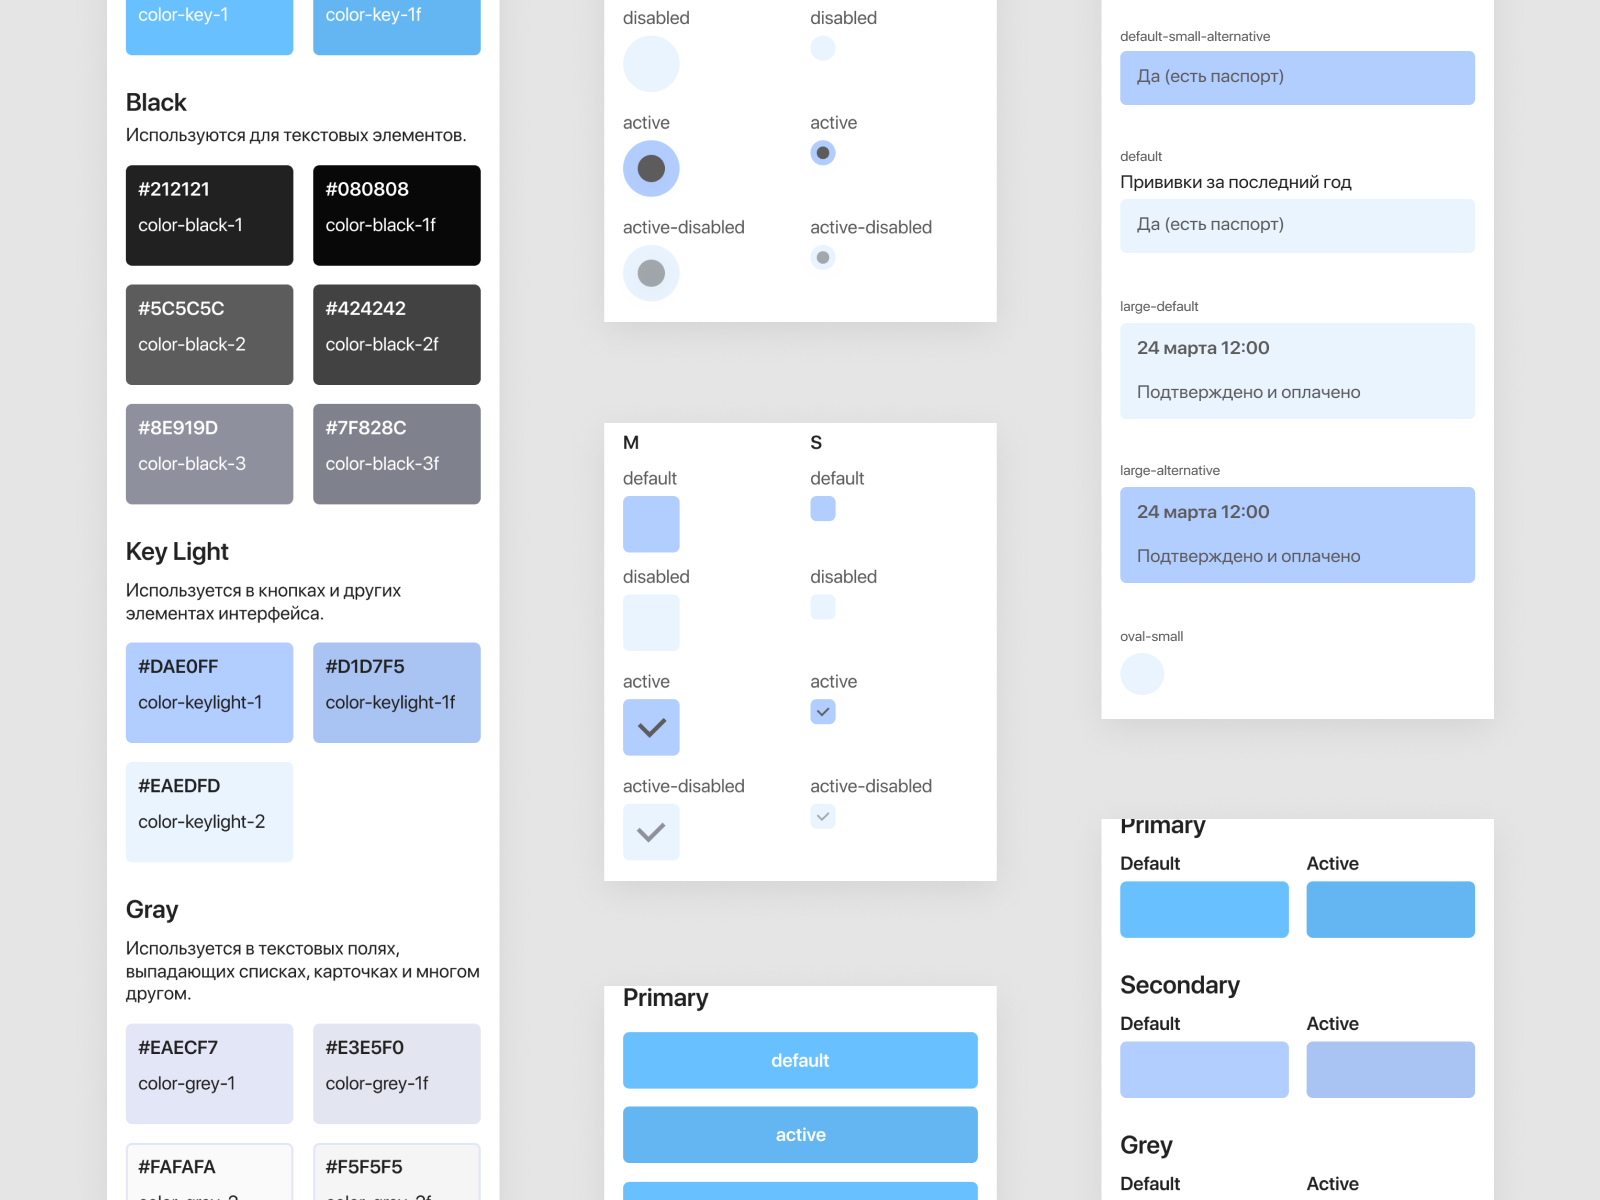 color-key-1
color-key-1f
Black
Используются для текстовых элементов.
#212121
color-black-1
#080808
color-black-1f
#5C5C5C
color-black-2
#424242
color-black-2f
#8E919D
color-black-3
#7F828C
color-black-3f
Key Light
Используется в кнопках и других
элементах интерфейса.
#DAE0FF
color-keylight-1
#D1D7F5
color-keylight-1f
#EAEDFD
color-keylight-2
Gray
Используется в текстовых полях,
выпадающих списках, карточках и многом
другом.
#EAECF7
color-grey-1
#E3E5F0
color-grey-1f
#FAFAFA
color-grey-2
#F5F5F5
color-grey-2f
disabled
disabled
active
active
active-disabled
active-disabled
M
S
default
default
disabled
disabled
active
active
active-disabled
active-disabled
Primary
default
active
default-small-alternative
Да (есть паспорт)
default
Прививки за последний год
Да (есть паспорт)
large-default
24 марта 12:00
Подтверждено и оплачено
large-alternative
24 марта 12:00
Подтверждено и оплачено
oval-small
Primary
Default
Active
Secondary
Default
Active
Grey
Default
Active